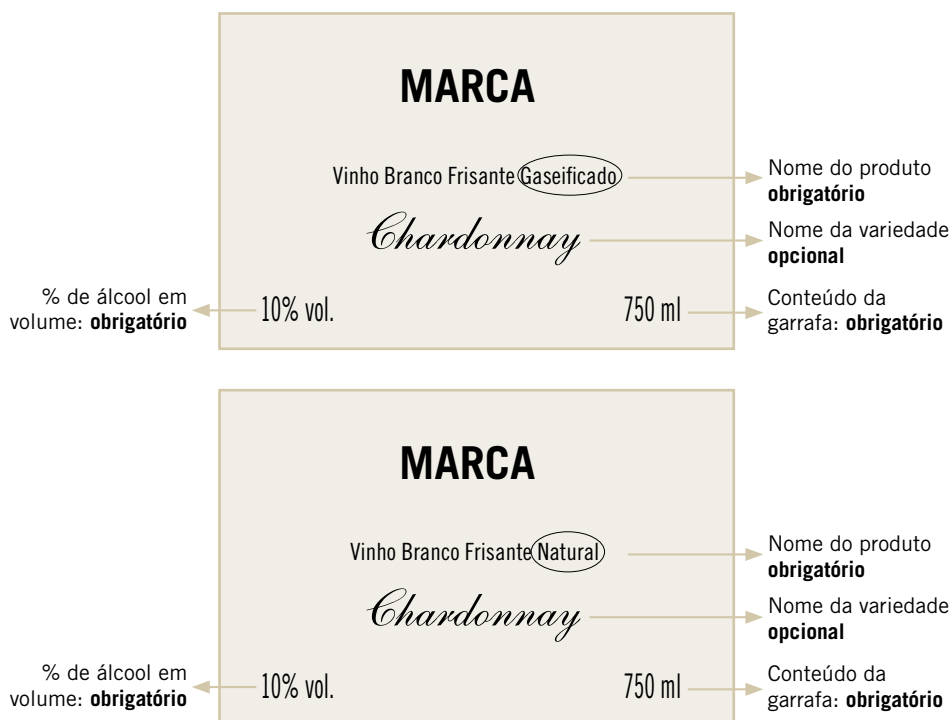 MARCA
Vinho Branco Frisante Gaseificado
Nome do produto
obrigatório
Chardonnay
Nome da variedade
opcional
% de álcool em
volume: obrigatório
10% vol.
750 ml
Conteúdo da
garrafa: obrigatório
MARCA
Vinho Branco Frisante Natural
Nome do produto
obrigatório
Chardonnay
Nome da variedade
opcional
% de álcool em
volume: obrigatório
10% vol.
750 ml
Conteúdo da
garrafa: obrigatório